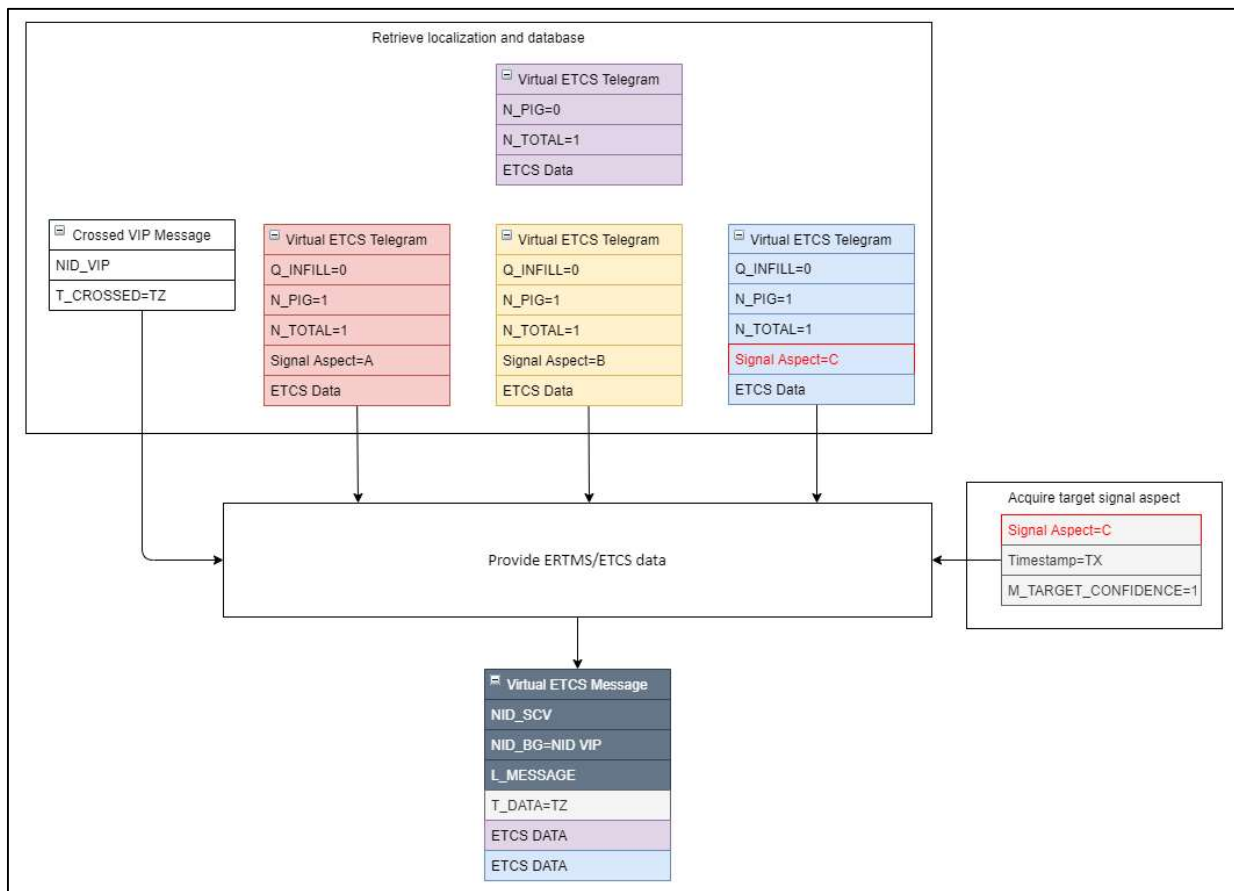 Retrieve localization and database
Virtual ETCS Telegram
N_PIG=0
N_TOTAL=1
ETCS Data
Crossed VIP Message
NID_VIP
T_CROSSED=TZ
Virtual ETCS Telegram
Q_INFILL=0
N_PIG=1
N_TOTAL=1
Signal Aspect=A
ETCS Data
Virtual ETCS Telegram
Q_INFILL=0
N_PIG=1
N_TOTAL=1
Signal Aspect=B
ETCS Data
Virtual ETCS Telegram
Q_INFILL=0
N_PIG=1
N_TOTAL=1
Signal Aspect=C
ETCS Data
Provide ERTMS/ETCS data
Acquire target signal aspect
Signal Aspect=C
Timestamp=TX
M_TARGET_CONFIDENCE=1
Virtual ETCS Message
NID_SCV
NID_BG=NID VIP
L_MESSAGE
T_DATA=TZ
ETCS DATA
ETCS DATA